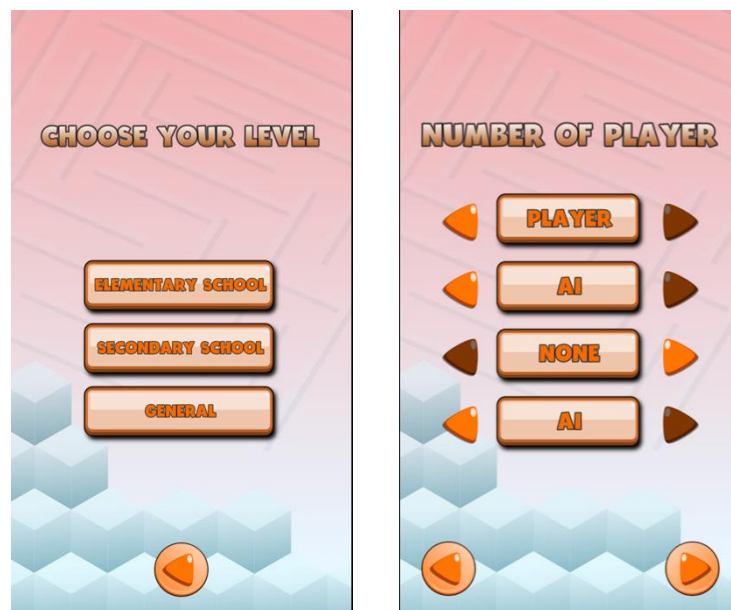 CHOOSE YOUR LEVEL
ELEMENTARY SCHOOL
SECONDARY SCHOOL
GENERAL
NUMBER OF PLAYER
PLAYER
AI
NONE
AI